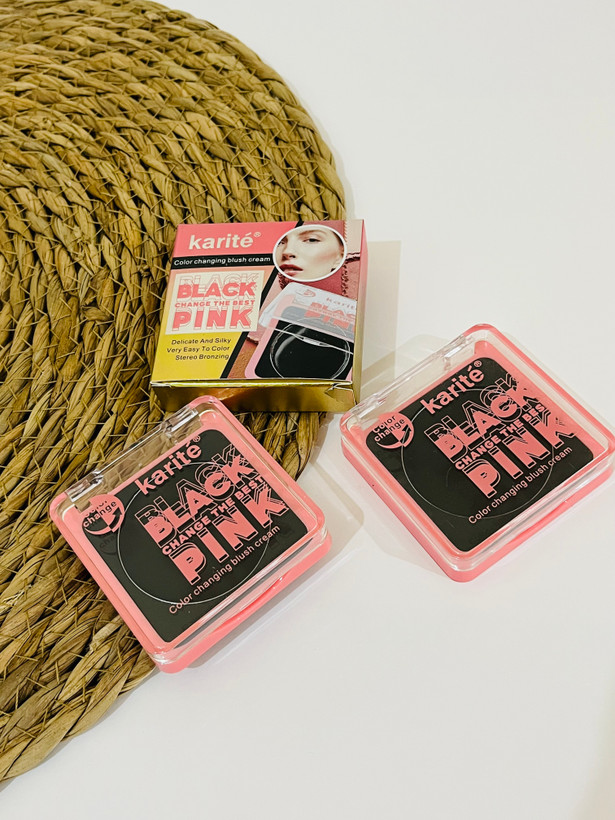 karité®
Color changing blush cream
BLACK
CHANGE THE BEST
PINK
Delicate And Silky
Very Easy To Color
Stereo Bronzing
karité
color
change
karité®
BLACK
CHANGE THE BEST
PINK
Color changing blush cream
color
change
karité®
BLACK
CHANGE THE BES
PINK
Color changing blush cream